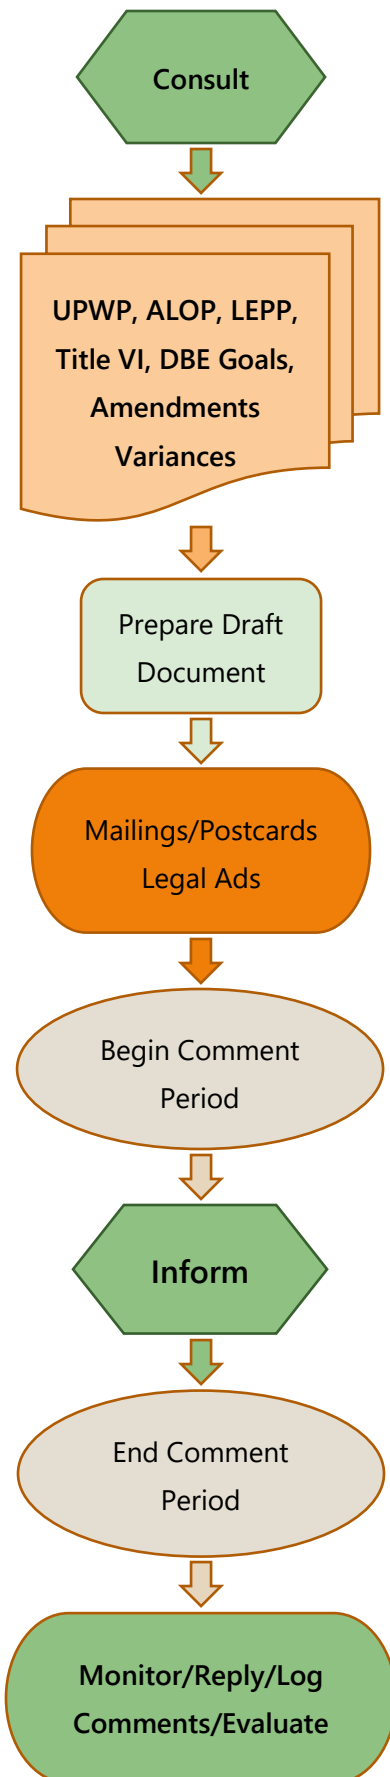 Consult
UPWP, ALOP, LEPP,
Title VI, DBE Goals,
Amendments
Variances
Prepare Draft
Document
Mailings/Postcards
Legal Ads
Begin Comment
Period
Inform
End Comment
Period
Monitor/Reply/Log
Comments/Evaluate